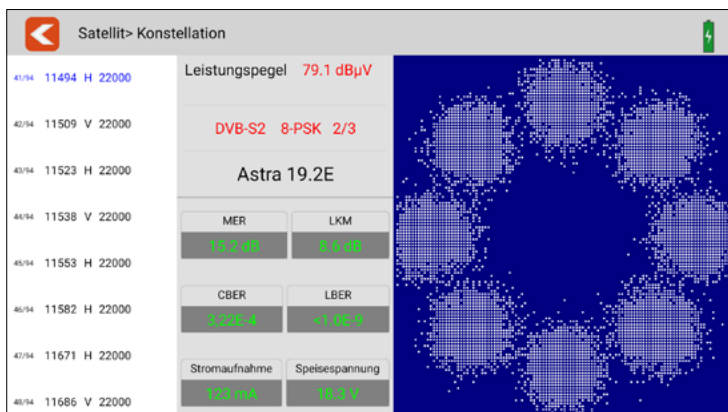 Satellit> Konstellation
41/94 11494 H 22000
42/94 11509 V 22000
43/94 11523 H 22000
44/94 11538 V 22000
45/94 11553 H 22000
46/94 11582 H 22000
47/94 11671 H 22000
48/94 11686 V 22000
Leistungspegel 79.1 dBµV
DVB-S2 8-PSK 2/3
Astra 19.2E
MER LKM
15.2 dB 8.6 dB
CBER LBER
3.22E-4 <1.0E-9
Stromaufnahme Speisespannung
123 mA 18.3 V